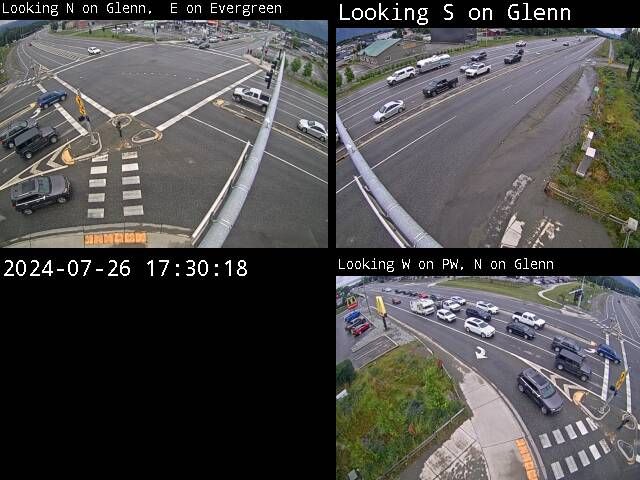 Looking N on Glenn,  E on Evergreen
Looking S on Glenn
2024-07-26 17:30:18
Looking W on PW, N on Glenn